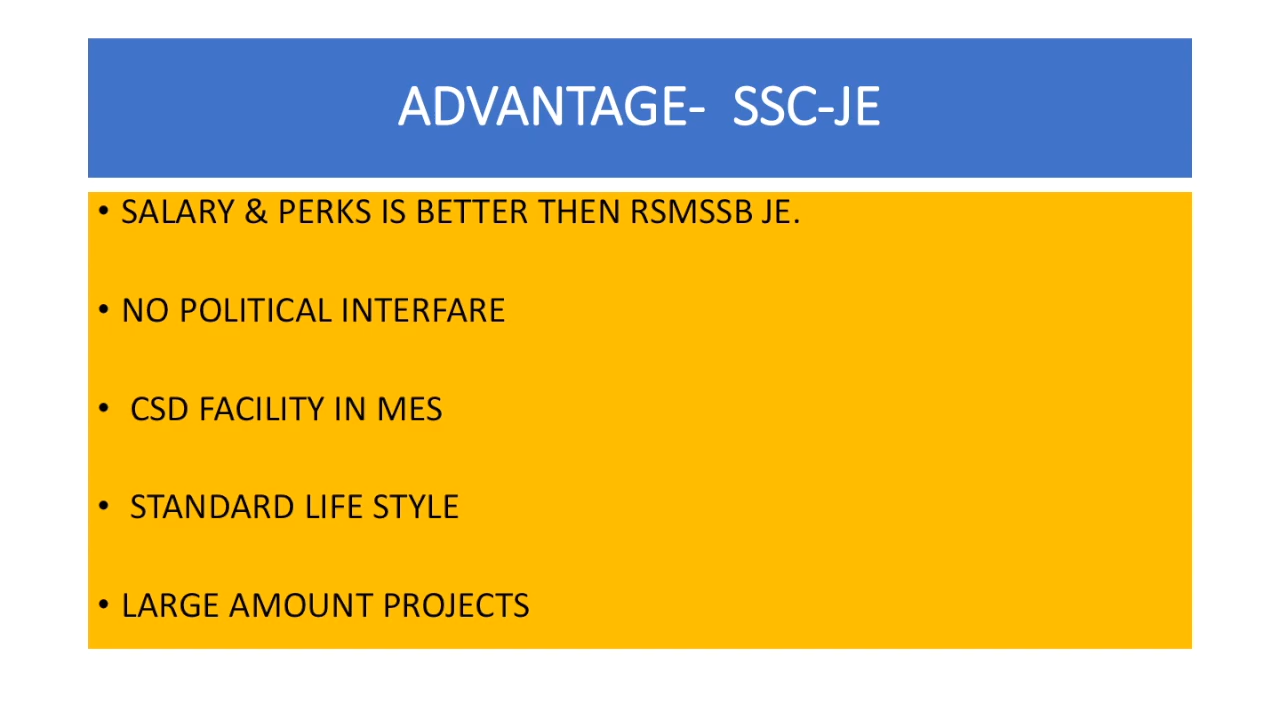 ADVANTAGE- SSC-JE
• SALARY & PERKS IS BETTER THEN RSMSSB JE.
• NO POLITICAL INTERFARE
• CSD FACILITY IN MES
• STANDARD LIFE STYLE
• LARGE AMOUNT PROJECTS